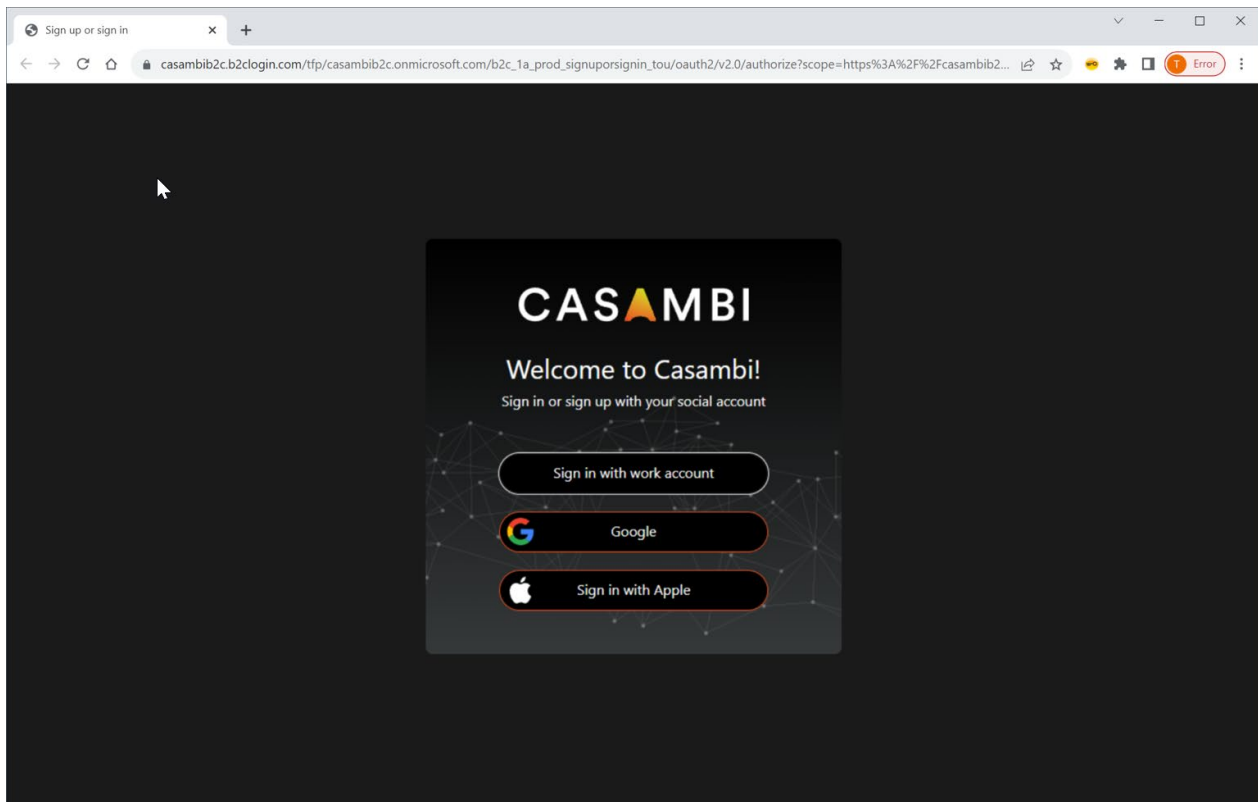 Sign up or sign in
casambib2c.b2clogin.com/tfp/casambib2c.onmicrosoft.com/b2c_1a_prod_signuporsignin_tou/oauth2/v2.0/authorize?scope=https%3A%2F%2Fcasambib2...
T Error
CASAMBI
Welcome to Casambi!
Sign in or sign up with your social account
Sign in with work account
Google
Sign in with Apple